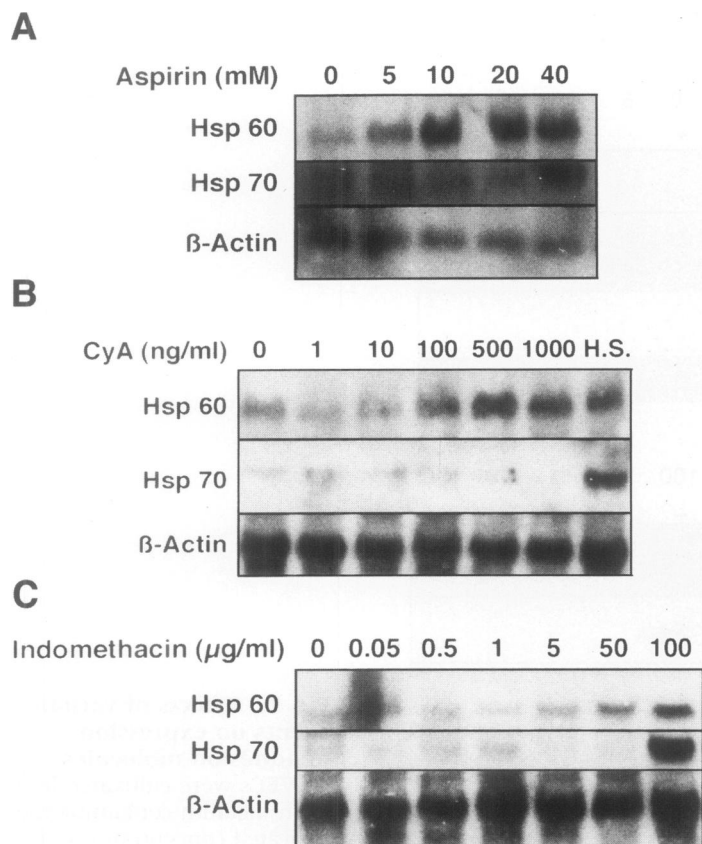 A
Aspirin (mM) 0 5 10 20 40
Hsp 60
Hsp 70
ß-Actin
B
CyA (ng/ml) 0 1 10 100 500 1000 H.S.
Hsp 60
Hsp 70
ß-Actin
C
Indomethacin (µg/ml) 0 0.05 0.5 1 5 50 100
Hsp 60
Hsp 70
ß-Actin